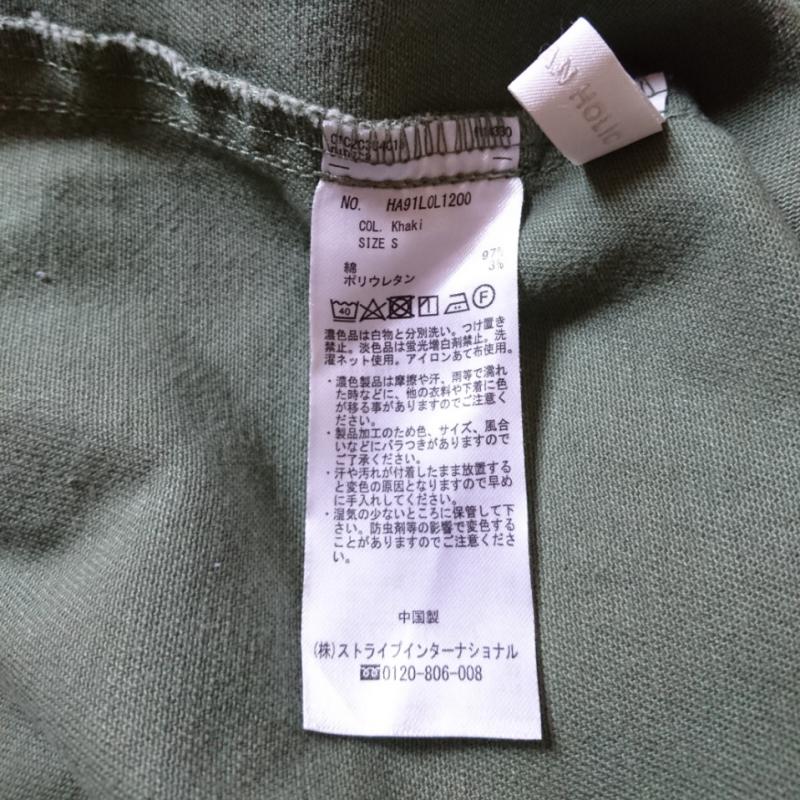 HOLIC
NO. HA91L0L1200
COL. Khaki
SIZE S
綿 97%
ポリウレタン 3%
40 F
濃色品は白物と分別洗い。つけ置き
禁止。淡色品は蛍光増白剤禁止。洗
濯ネット使用。アイロンあて布使用。
・濃色製品は摩擦や汗、雨等で濡れ
た時などに、他の衣料や下着に色
が移る事がありますのでご注意く
ださい。
・製品加工のため色、サイズ、風合
いなどにバラつきがありますので
ご了承ください。
・汗や汚れが付着したまま放置する
と変色の原因となりますので早め
に手入れしてください。
・湿気の少ないところに保管して下
さい。防虫剤等の影響で変色する
ことがありますのでご注意くださ
い。
中国製
(株)ストライプインターナショナル
0120-806-008